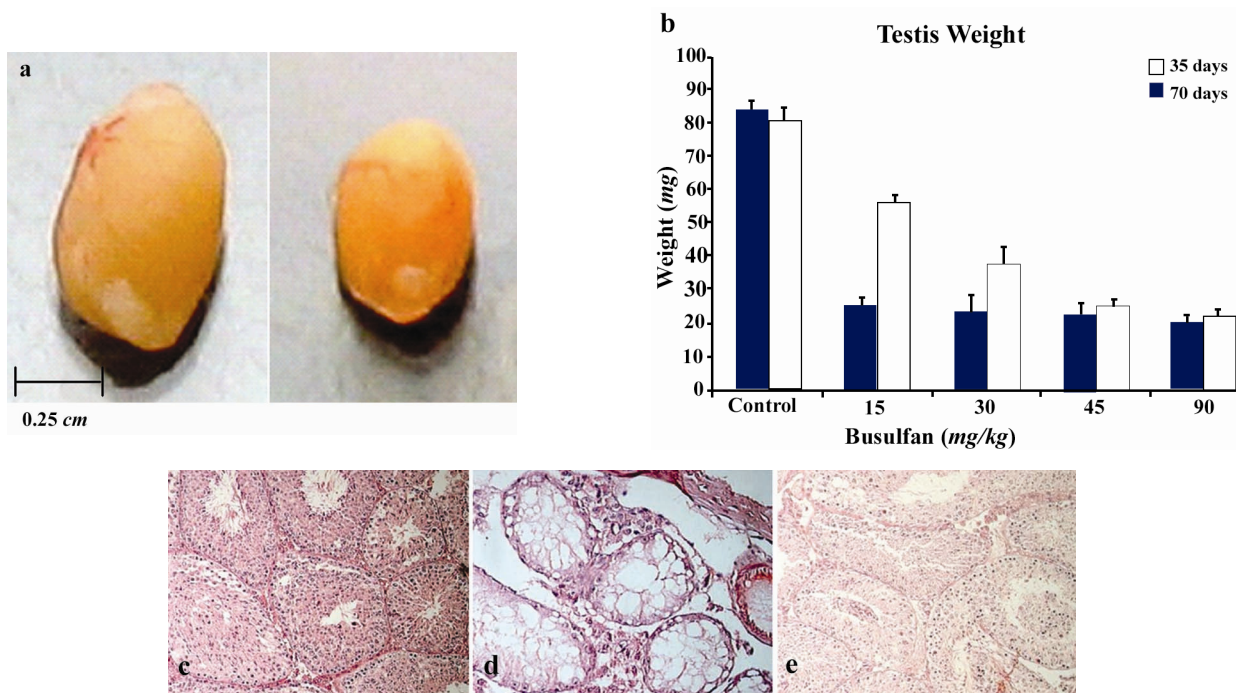 a
0.25 cm
b
Testis Weight
35 days
70 days
Weight (mg)
100
90
80
70
60
50
40
30
20
10
0
Control 15 30 45 90
Busulfan (mg/kg)
c d e